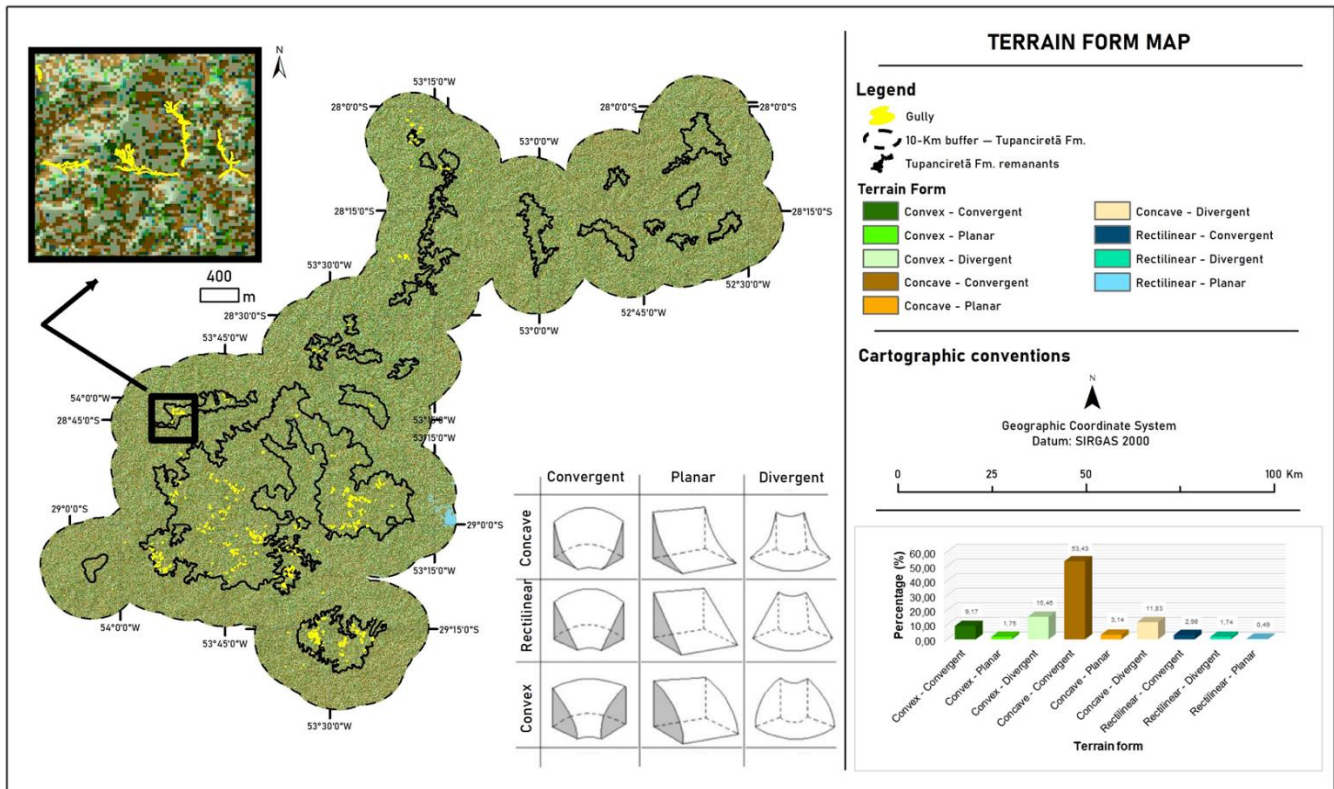 N
53°15'0"W
28°0'0"S
28°0'0"S
28°0'0"S
53°0'0"W
28°15'0"S
28°15'0"S
53°30'0"W
400
m
28°30'0"S
53°45'0"W
52°30'0"W
52°45'0"W
53°0'0"W
54°0'0"W
28°45'0"S
53°15'0"W
53°15'0"W
29°0'0"S
29°0'0"S
53°15'0"W
54°0'0"W
53°45'0"W
29°15'0"S
53°30'0"W
Convergent Planar Divergent
Concave
Rectilinear
Convex
TERRAIN FORM MAP
Legend
Gully
10-Km buffer — Tupanciretã Fm.
Tupanciretã Fm. remanants
Terrain Form
Convex - Convergent
Convex - Planar
Convex - Divergent
Concave - Convergent
Concave - Planar
Concave - Divergent
Rectilinear - Convergent
Rectilinear - Divergent
Rectilinear - Planar
Cartographic conventions
N
Geographic Coordinate System
Datum: SIRGAS 2000
0 25 50 100 Km
Percentage (%)
60,00
50,00
40,00
30,00
20,00
10,00
0,00
1,75
53,43
3,14
11,83
1,74
Convex - Convergent
Convex - Planar
Convex - Divergent
Concave - Convergent
Concave - Planar
Concave - Divergent
Rectilinear - Convergent
Rectilinear - Divergent
Rectilinear - Planar
Terrain form